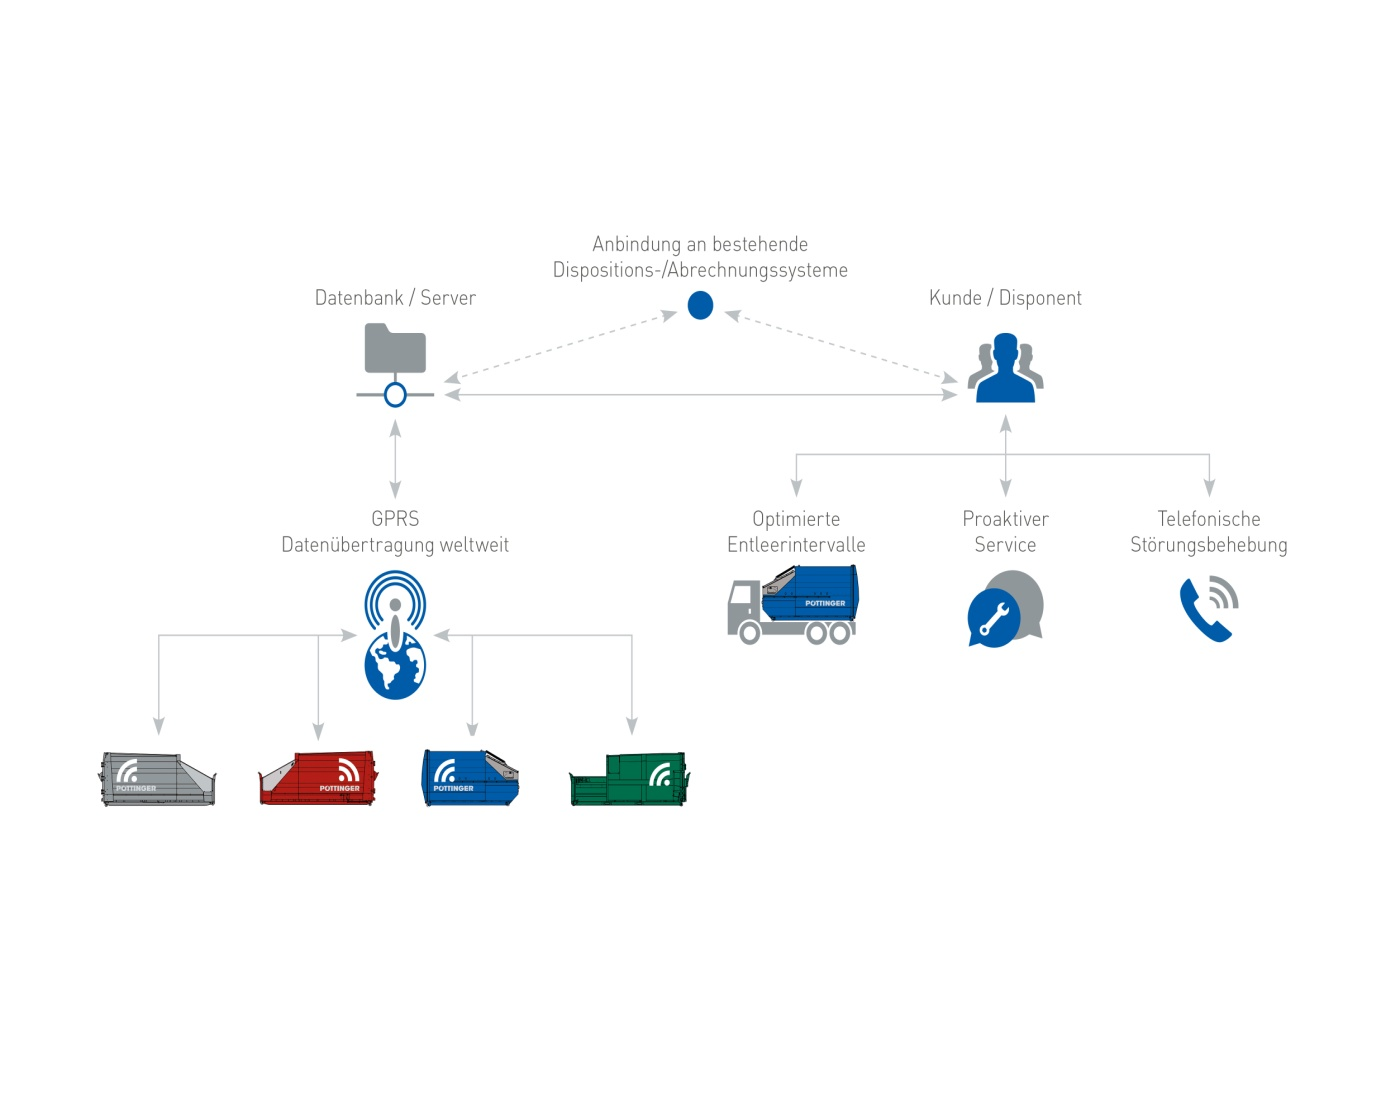 Anbindung an bestehende
Dispositions-/Abrechnungssysteme
Datenbank / Server
Kunde / Disponent
GPRS
Datenübertragung weltweit
Optimierte
Entleerintervalle
Proaktiver
Service
Telefonische
Störungsbehebung
PÖTTINGER
PÖTTINGER
PÖTTINGER
PÖTTINGER